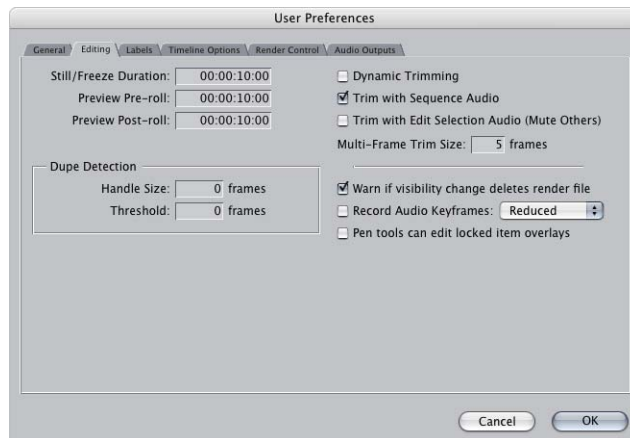 User Preferences
General Editing Labels Timeline Options Render Control Audio Outputs
Still/Freeze Duration: 00:00:10:00
Preview Pre-roll: 00:00:10:00
Preview Post-roll: 00:00:10:00
Dynamic Trimming
Trim with Sequence Audio
Trim with Edit Selection Audio (Mute Others)
Multi-Frame Trim Size: 5 frames
Dupe Detection
Handle Size: 0 frames
Threshold: 0 frames
Warn if visibility change deletes render file
Record Audio Keyframes: Reduced
Pen tools can edit locked item overlays
Cancel OK